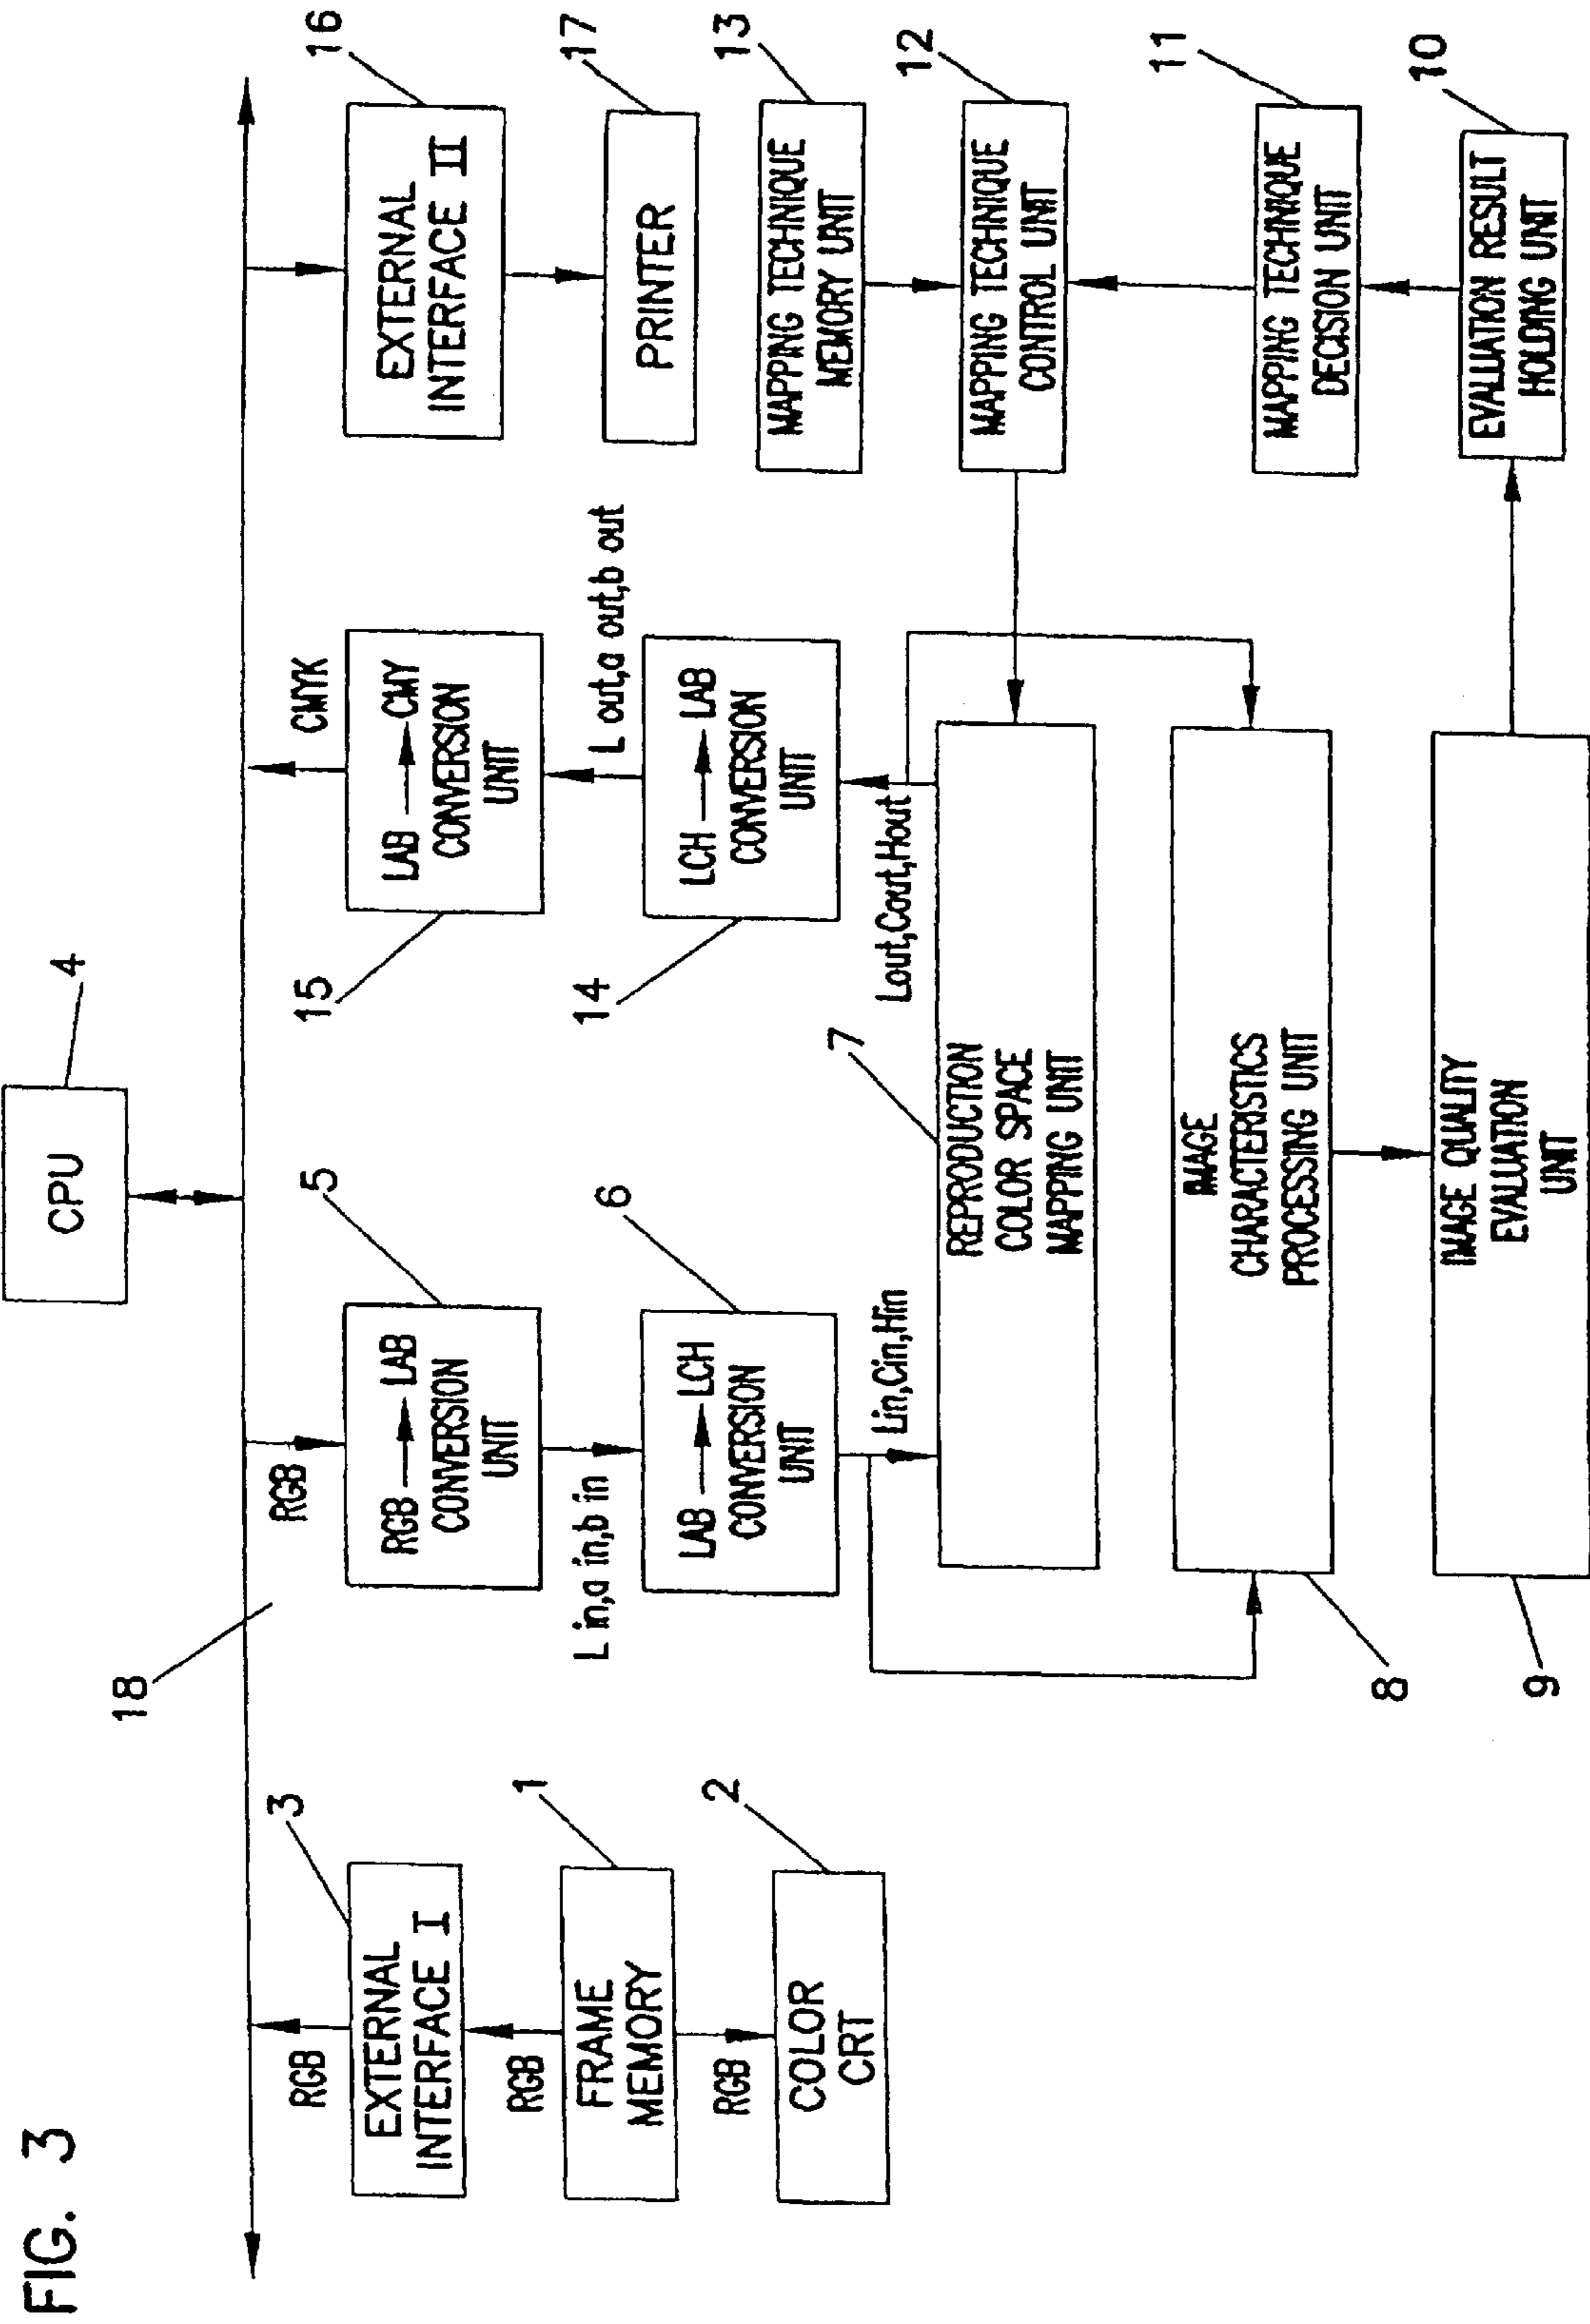 FIG. 3
CPU
4
18
3
RGB
EXTERNAL
INTERFACE I
RGB
1
FRAME
MEMORY
RGB
2
COLOR
CRT
RGB
5
RGB → LAB
CONVERSION
UNIT
L in,a in,b in
6
LAB → LCH
CONVERSION
UNIT
Lin,Cin,Hin
CMYK
15
LAB → CMY
CONVERSION
UNIT
L out,a out,b out
14
LCH → LAB
CONVERSION
UNIT
Lout,Cout,Hout
7
REPRODUCTION
COLOR SPACE
MAPPING UNIT
8
IMAGE
CHARACTERISTICS
PROCESSING UNIT
9
IMAGE QUALITY
EVALUATION
UNIT
16
EXTERNAL
INTERFACE II
17
PRINTER
13
MAPPING TECHNIQUE
MEMORY UNIT
12
MAPPING TECHNIQUE
CONTROL UNIT
11
MAPPING TECHNIQUE
DECISION UNIT
10
EVALUATION RESULT
HOLDING UNIT